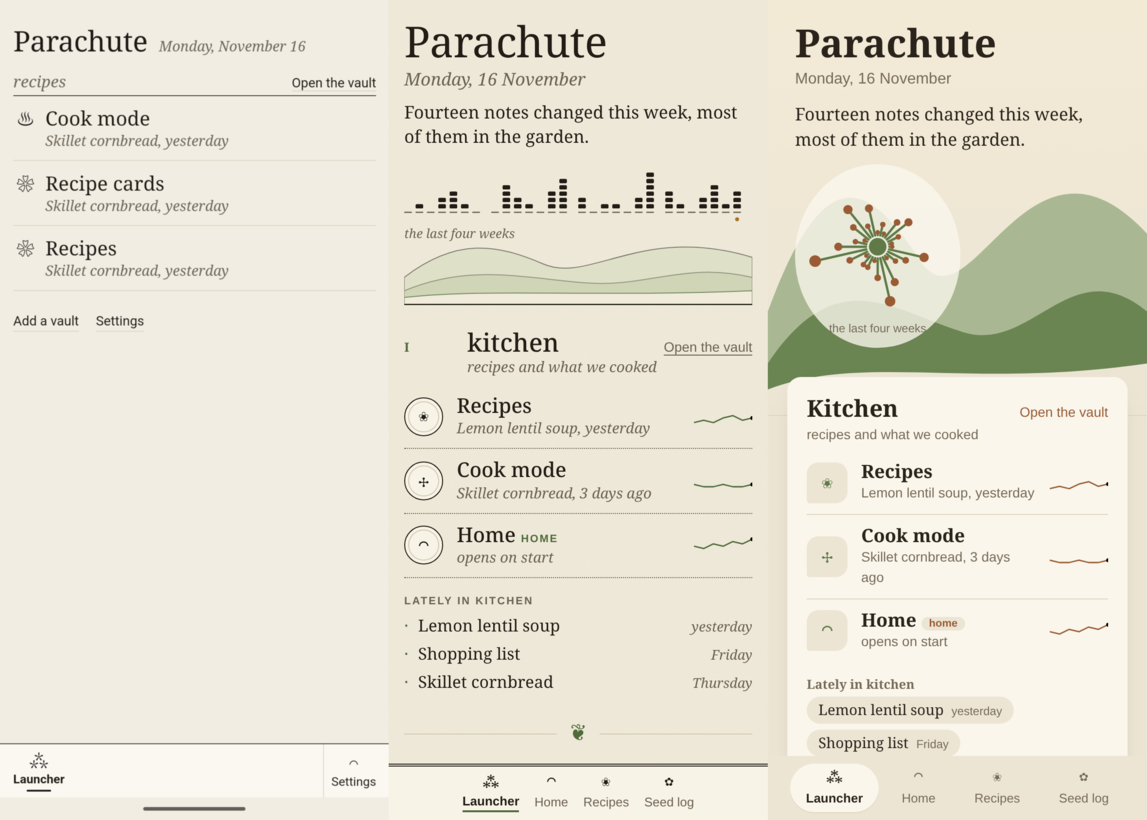 Parachute Monday, November 16
recipes Open the vault
Cook mode
Skillet cornbread, yesterday
Recipe cards
Skillet cornbread, yesterday
Recipes
Skillet cornbread, yesterday
Add a vault Settings
Launcher Settings
Parachute
Monday, 16 November
Fourteen notes changed this week, most
of them in the garden.
the last four weeks
I kitchen Open the vault
recipes and what we cooked
Recipes
Lemon lentil soup, yesterday
Cook mode
Skillet cornbread, 3 days ago
Home HOME
opens on start
LATELY IN KITCHEN
· Lemon lentil soup yesterday
· Shopping list Friday
· Skillet cornbread Thursday
Launcher Home Recipes Seed log
Parachute
Monday, 16 November
Fourteen notes changed this week,
most of them in the garden.
the last four weeks
Kitchen Open the vault
recipes and what we cooked
Recipes
Lemon lentil soup, yesterday
Cook mode
Skillet cornbread, 3 days
ago
Home home
opens on start
Lately in kitchen
Lemon lentil soup yesterday
Shopping list Friday
Launcher Home Recipes Seed log